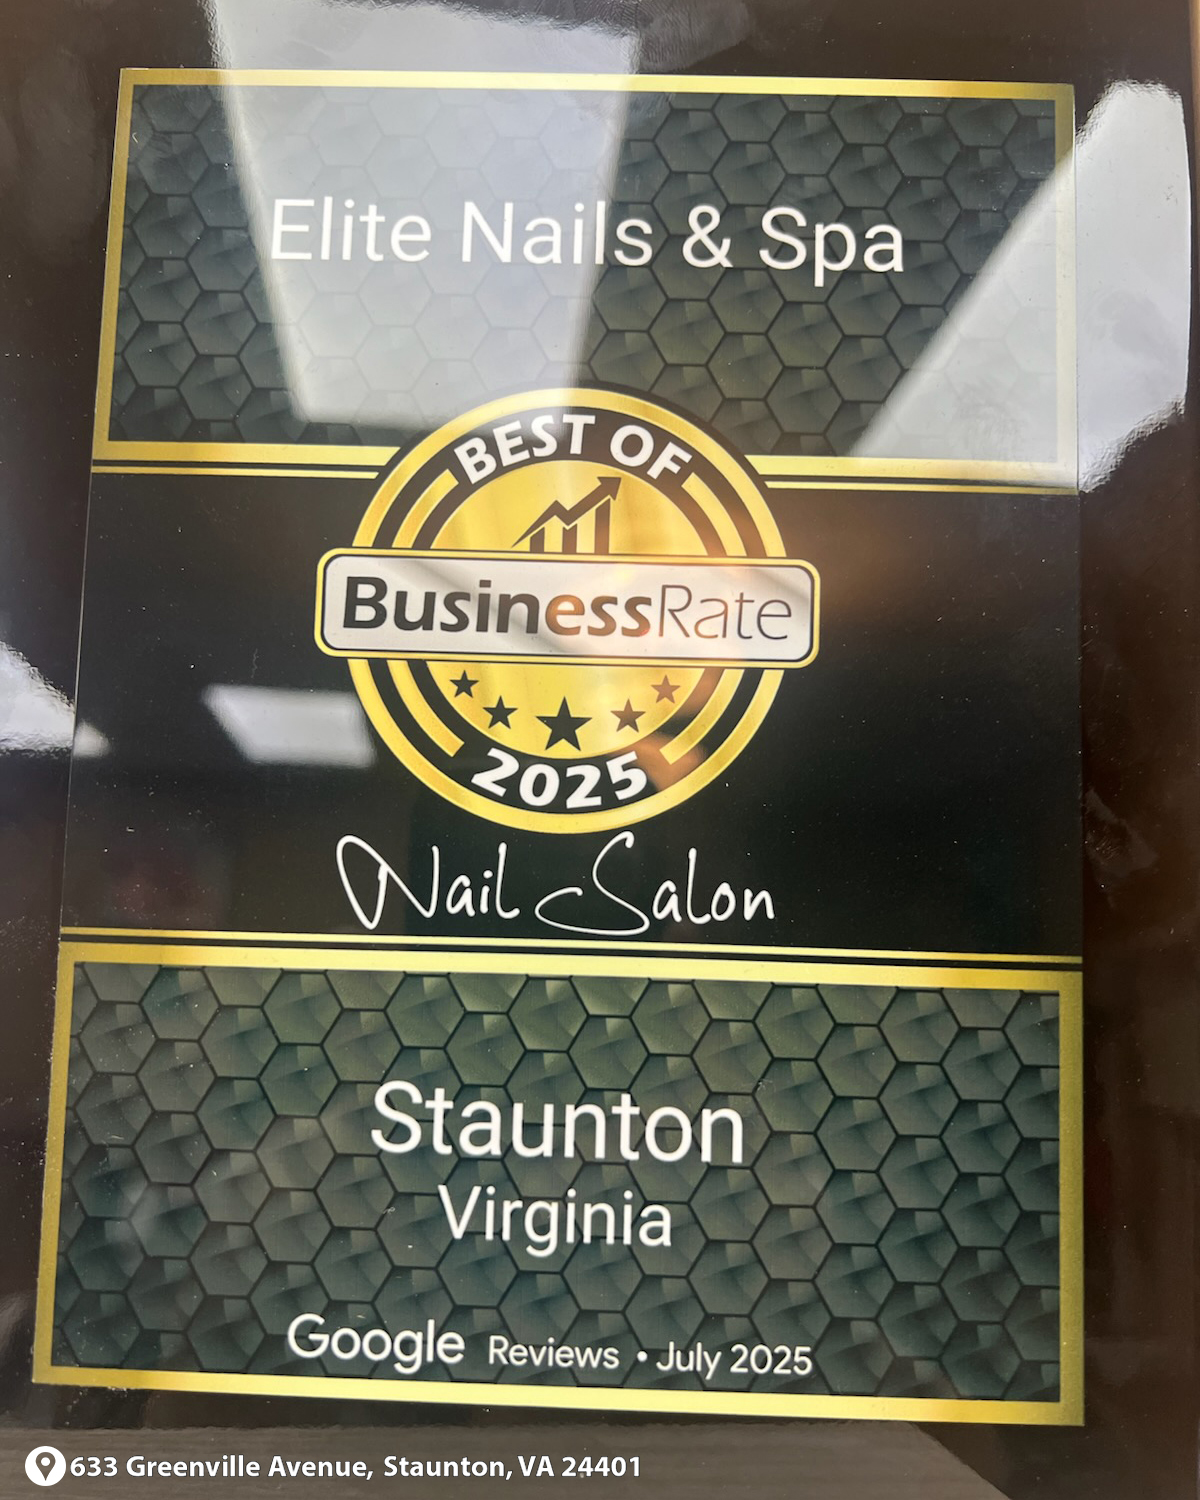 Elite Nails & Spa
BEST OF
BusinessRate
2025
Nail Salon
Staunton
Virginia
Google Reviews • July 2025
633 Greenville Avenue, Staunton, VA 24401